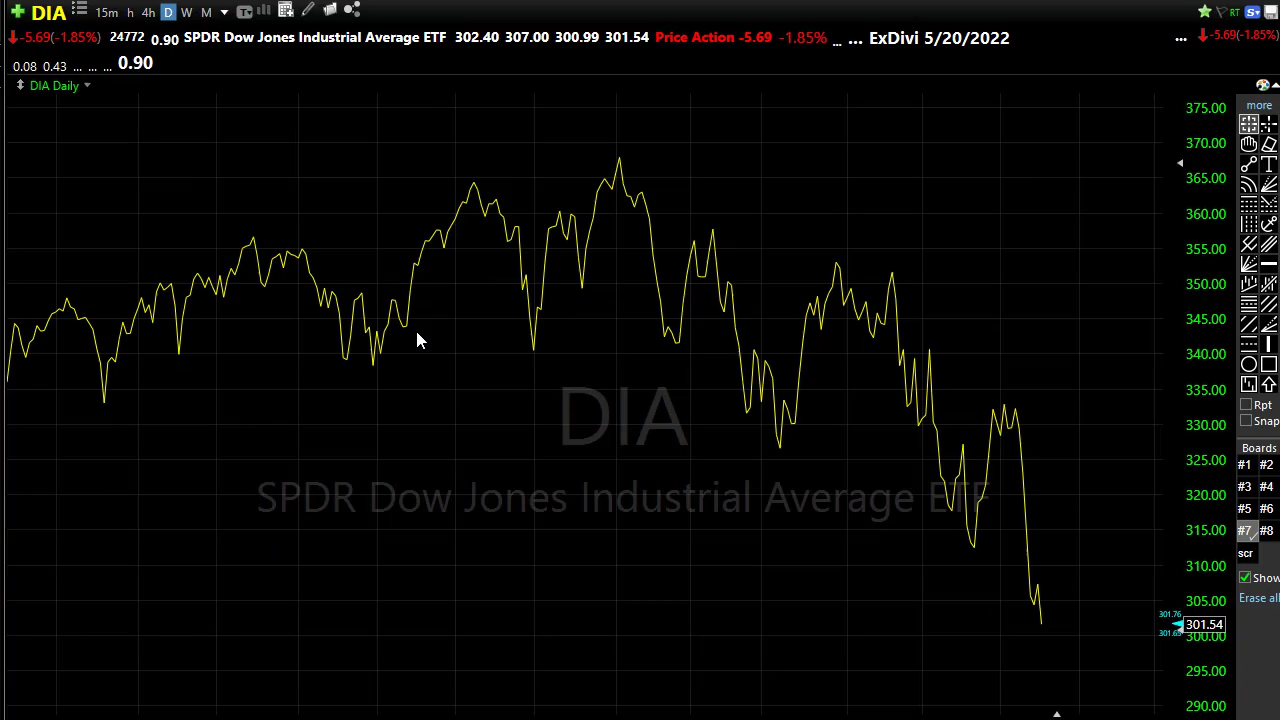 DIA 15m h 4h D W M T RT S
-5.69(-1.85%) 24772 0.90 SPDR Dow Jones Industrial Average ETF 302.40 307.00 300.99 301.54 Price Action -5.69 -1.85% ... ... ExDivi 5/20/2022 ... -5.69(-1.85%)
0.08 0.43 ... ... ... 0.90
DIA Daily
more
375.00
370.00
365.00
360.00
355.00
350.00
345.00
340.00
335.00
330.00
325.00
320.00
315.00
310.00
305.00
301.76
301.54
301.65
300.00
295.00
290.00
DIA
SPDR Dow Jones Industrial Average ETF
T
Rpt
Snap
Boards
#1 #2
#3 #4
#5 #6
#7 #8
scr
Show
Erase all